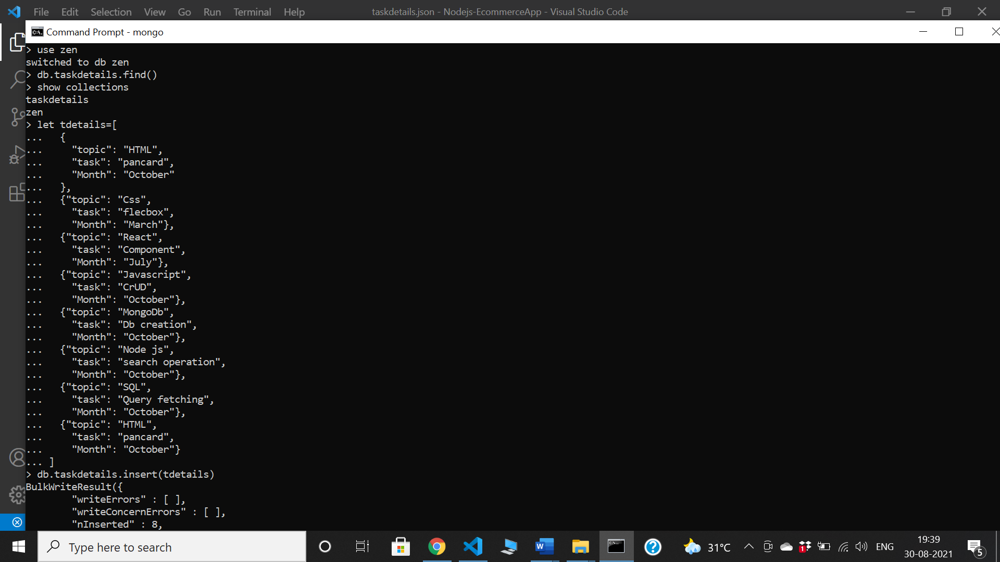 File Edit Selection View Go Run Terminal Help taskdetails.json - Nodejs-EcommerceApp - Visual Studio Code
Command Prompt - mongo
> use zen
switched to db zen
> db.taskdetails.find()
> show collections
taskdetails
zen
> let tdetails=[
...   {
...     "topic": "HTML",
...     "task": "pancard",
...     "Month": "October"
...   },
...   {"topic": "Css",
...     "task": "flecbox",
...     "Month": "March"},
...   {"topic": "React",
...     "task": "Component",
...     "Month": "July"},
...   {"topic": "Javascript",
...     "task": "CrUD",
...     "Month": "October"},
...   {"topic": "MongoDb",
...     "task": "Db creation",
...     "Month": "October"},
...   {"topic": "Node js",
...     "task": "search operation",
...     "Month": "October"},
...   {"topic": "SQL",
...     "task": "Query fetching",
...     "Month": "October"},
...   {"topic": "HTML",
...     "task": "pancard",
...     "Month": "October"}
... ]
> db.taskdetails.insert(tdetails)
BulkWriteResult({
        "writeErrors" : [ ],
        "writeConcernErrors" : [ ],
        "nInserted" : 8,
Type here to search
31°C
1
ENG
19:39
30-08-2021
5